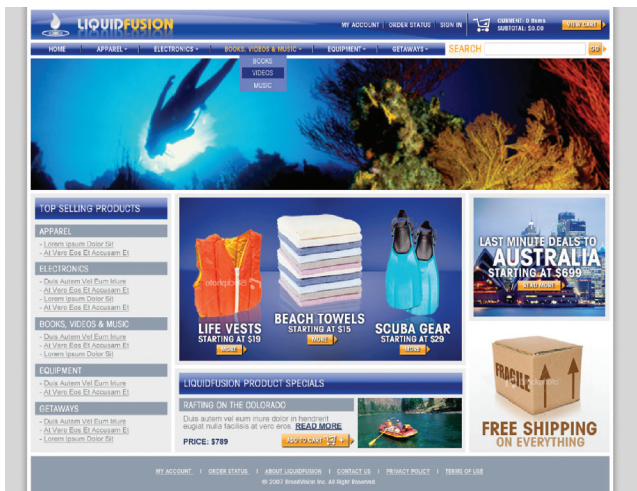 LIQUIDFUSION
MY ACCOUNT | ORDER STATUS | SIGN IN
CURRENT: 0 Items
SUBTOTAL: $0.00
VIEW CART
HOME | APPAREL | ELECTRONICS | BOOKS, VIDEOS & MUSIC | EQUIPMENT | GETAWAYS
SEARCH GO
BOOKS
VIDEOS
MUSIC
TOP SELLING PRODUCTS
APPAREL
- Lorem Ipsum Dolor Sit
- At Vero Eos Et Accusam Et
ELECTRONICS
- Duis Autem Vel Eum Iriure
- At Vero Eos Et Accusam Et
- Lorem Ipsum Dolor Sit
- At Vero Eos Et Accusam Et
BOOKS, VIDEOS & MUSIC
- Duis Autem Vel Eum Iriure
- At Vero Eos Et Accusam Et
- Lorem Ipsum Dolor Sit
EQUIPMENT
- Duis Autem Vel Eum Iriure
- At Vero Eos Et Accusam Et
GETAWAYS
- Duis Autem Vel Eum Iriure
- At Vero Eos Et Accusam Et
- Lorem Ipsum Dolor Sit
LIFE VESTS
STARTING AT $19
MORE
BEACH TOWELS
STARTING AT $15
MORE
SCUBA GEAR
STARTING AT $29
MORE
LIQUIDFUSION PRODUCT SPECIALS
RAFTING ON THE COLORADO
Duis autem vel eum iriure dolor in hendrerit
eugiat nulla facilisis at vero eros. READ MORE
PRICE: $789
ADD TO CART
LAST MINUTE DEALS TO
AUSTRALIA
STARTING AT $699
READ MORE
FRAGILE
FREE SHIPPING
ON EVERYTHING
MY ACCOUNT | ORDER STATUS | ABOUT LIQUIDFUSION | CONTACT US | PRIVACY POLICY | TERMS OF USE
© 2007 BroadVision Inc. All Right Reserved